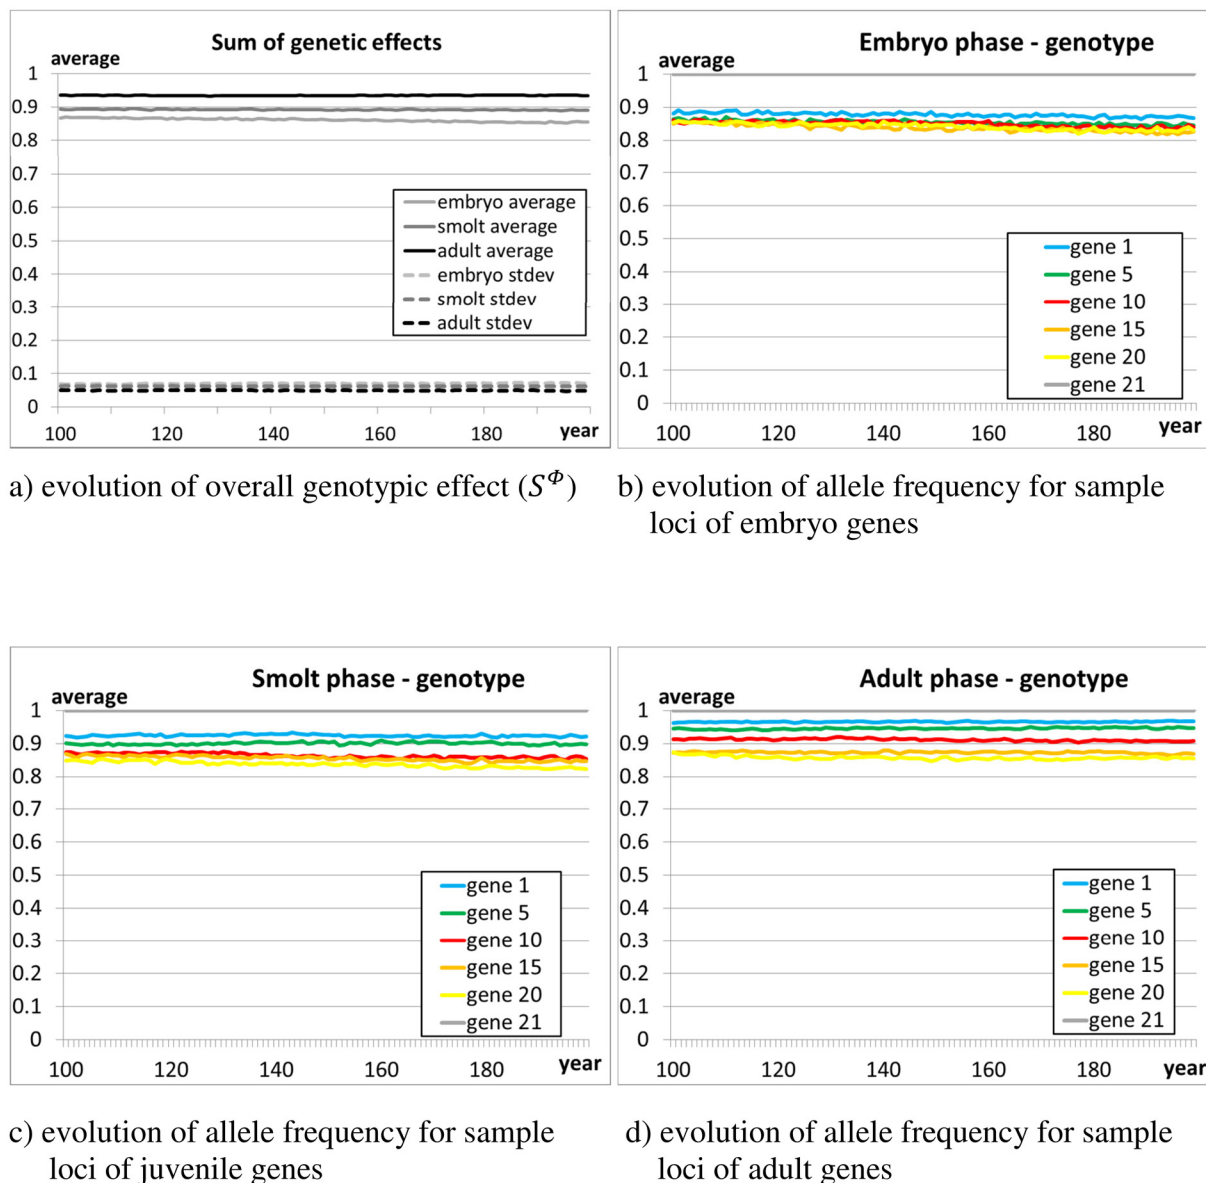 Sum of genetic effects
average
1
0.9
0.8
0.7
0.6
0.5
0.4
0.3
0.2
0.1
0
embryo average
smolt average
adult average
embryo stdev
smolt stdev
adult stdev
100 120 140 160 180 year
a) evolution of overall genotypic effect (S^Φ)
Embryo phase - genotype
average
1
0.9
0.8
0.7
0.6
0.5
0.4
0.3
0.2
0.1
0
gene 1
gene 5
gene 10
gene 15
gene 20
gene 21
100 120 140 160 180 year
b) evolution of allele frequency for sample
loci of embryo genes
Smolt phase - genotype
average
1
0.9
0.8
0.7
0.6
0.5
0.4
0.3
0.2
0.1
0
gene 1
gene 5
gene 10
gene 15
gene 20
gene 21
100 120 140 160 180 year
c) evolution of allele frequency for sample
loci of juvenile genes
Adult phase - genotype
average
1
0.9
0.8
0.7
0.6
0.5
0.4
0.3
0.2
0.1
0
gene 1
gene 5
gene 10
gene 15
gene 20
gene 21
100 120 140 160 180 year
d) evolution of allele frequency for sample
loci of adult genes